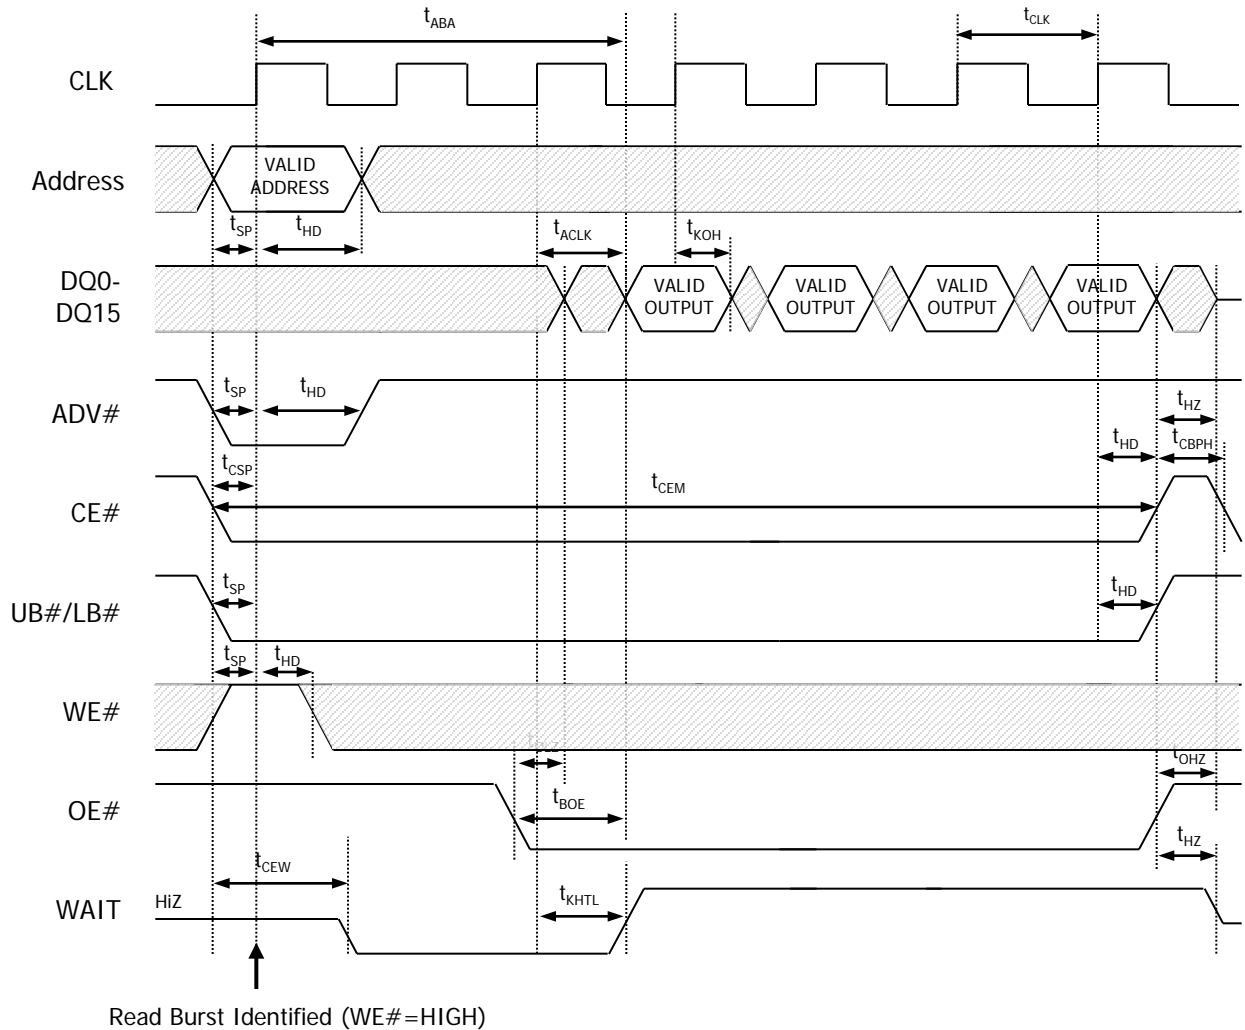 tABA
tCLK
CLK
Address
VALID
ADDRESS
tSP
tHD
tACLK
tKOH
DQ0-
DQ15
VALID
OUTPUT
VALID
OUTPUT
VALID
OUTPUT
VALID
OUTPUT
ADV#
tSP
tHD
tHZ
tHD
tCBPH
CE#
tCSP
tCEM
UB#/LB#
tSP
tHD
tSP
tHD
WE#
tOHZ
OE#
tBOE
tHZ
tCEW
WAIT
HiZ
tKHTL
Read Burst Identified (WE#=HIGH)